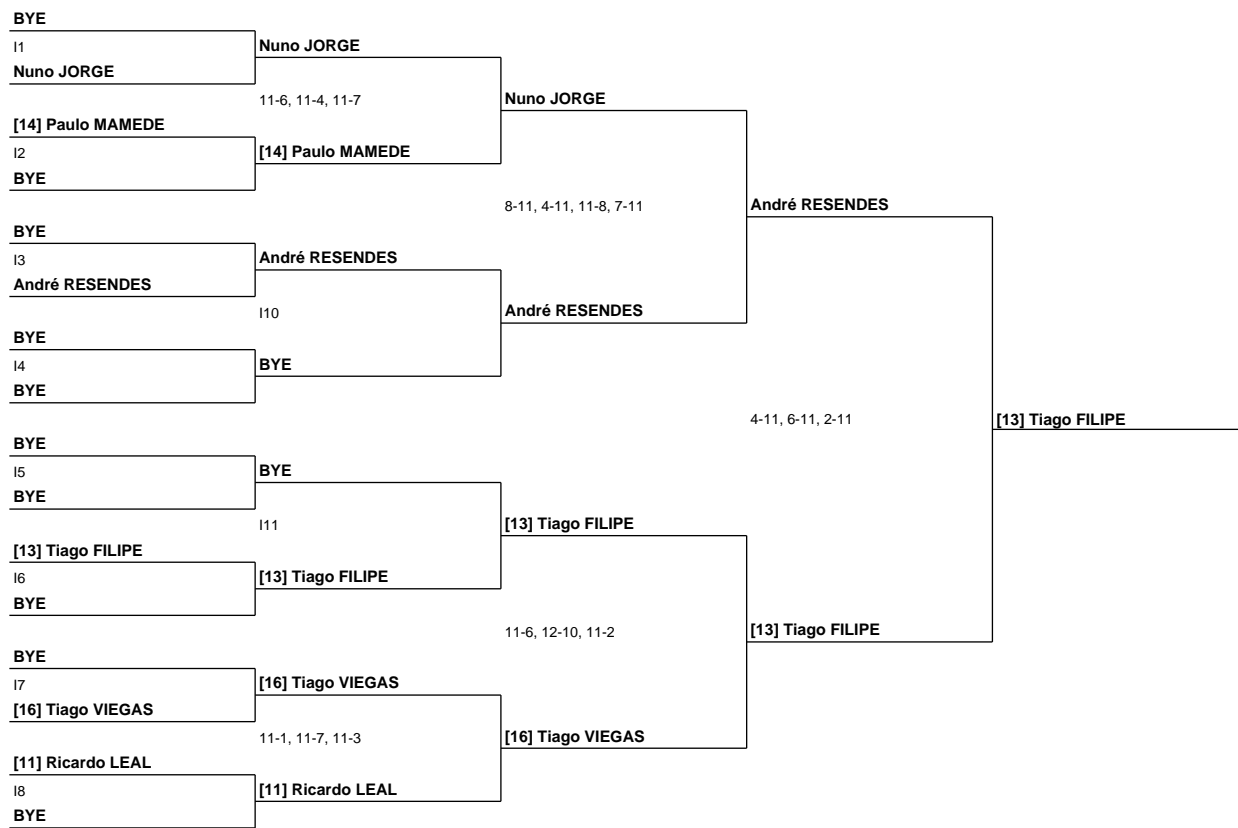 BYE
I1
Nuno JORGE
Nuno JORGE
11-6, 11-4, 11-7
Nuno JORGE
[14] Paulo MAMEDE
I2
[14] Paulo MAMEDE
BYE
8-11, 4-11, 11-8, 7-11
André RESENDES
BYE
I3
André RESENDES
André RESENDES
I10
André RESENDES
BYE
I4
BYE
BYE
4-11, 6-11, 2-11
[13] Tiago FILIPE
BYE
I5
BYE
BYE
I11
[13] Tiago FILIPE
[13] Tiago FILIPE
I6
[13] Tiago FILIPE
BYE
11-6, 12-10, 11-2
[13] Tiago FILIPE
BYE
I7
[16] Tiago VIEGAS
[16] Tiago VIEGAS
11-1, 11-7, 11-3
[16] Tiago VIEGAS
[11] Ricardo LEAL
I8
[11] Ricardo LEAL
BYE